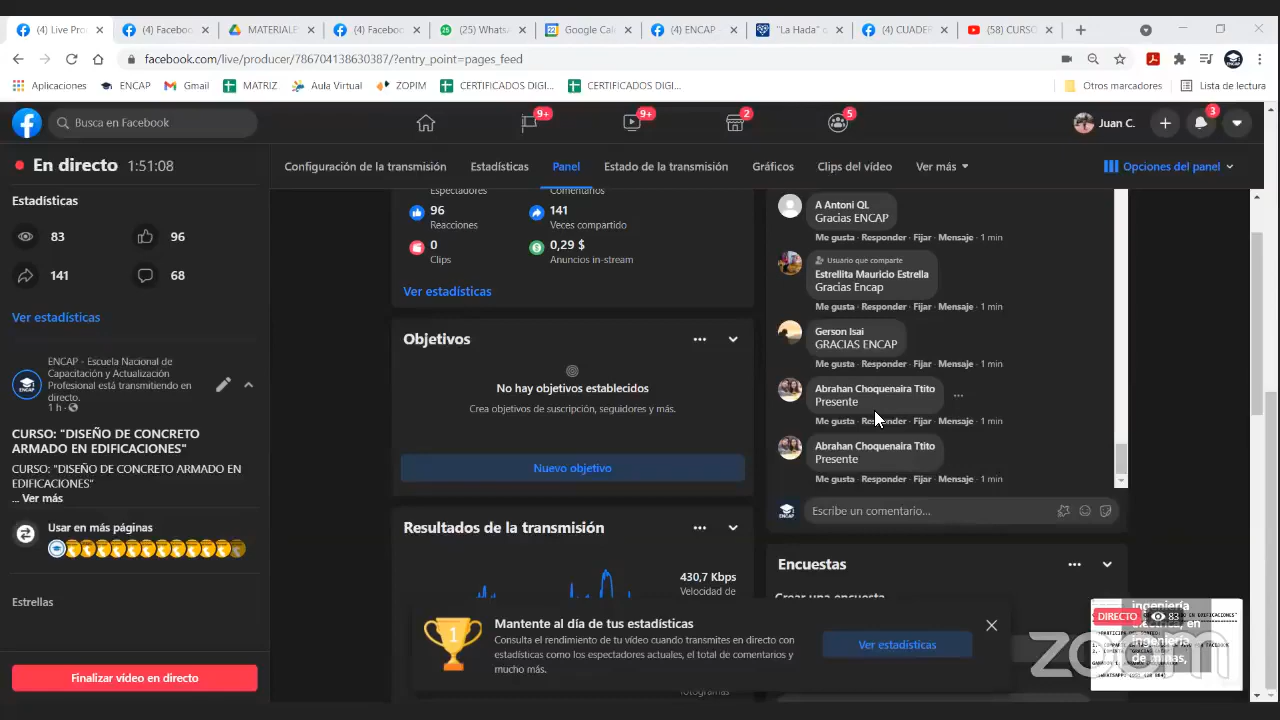 (4) Live Pro
(4) Faceboo
MATERIALE
(4) Faceboo
25
(25) Whats
Google Cal
(4) ENCAP
"La Hada" c
(4) CUADE
(58) CURSO
facebook.com/live/producer/786704138630387/?entry_point=pages_feed
Aplicaciones
ENCAP
Gmail
MATRIZ
Aula Virtual
ZOPIM
CERTIFICADOS DIGI...
CERTIFICADOS DIGI...
Otros marcadores
Lista de lectura
Busca en Facebook
9+
9+
2
5
Juan C.
3
En directo 1:51:08
Configuración de la transmisión
Estadísticas
Panel
Estado de la transmisión
Gráficos
Clips del vídeo
Ver más
Opciones del panel
Estadísticas
83
96
141
68
Ver estadísticas
ENCAP - Escuela Nacional de
Capacitación y Actualización
Profesional está transmitiendo en
directo.
1 h ·
CURSO: "DISEÑO DE CONCRETO
ARMADO EN EDIFICACIONES"
CURSO: "DISEÑO DE CONCRETO ARMADO EN
EDIFICACIONES"
... Ver más
Usar en más páginas
Estrellas
Finalizar vídeo en directo
Espectadores
Comentarios
96
Reacciones
141
Veces compartido
0
Clips
0,29 $
Anuncios in-stream
Ver estadísticas
Objetivos
No hay objetivos establecidos
Crea objetivos de suscripción, seguidores y más.
Nuevo objetivo
Resultados de la transmisión
430,7 Kbps
Velocidad de
1
Mantente al día de tus estadísticas
Consulta el rendimiento de tu vídeo cuando transmites en directo con
estadísticas como los espectadores actuales, el total de comentarios y
mucho más.
Ver estadísticas
fotogramas
A Antoni QL
Gracias ENCAP
Me gusta · Responder · Fijar · Mensaje · 1 min
Usuario que comparte
Estrellita Mauricio Estrella
Gracias Encap
Me gusta · Responder · Fijar · Mensaje · 1 min
Gerson Isai
GRACIAS ENCAP
Me gusta · Responder · Fijar · Mensaje · 1 min
Abrahan Choquenaira Ttito
Presente
Me gusta · Responder · Fijar · Mensaje · 1 min
Abrahan Choquenaira Ttito
Presente
Me gusta · Responder · Fijar · Mensaje · 1 min
Escribe un comentario...
Encuestas
Crear una encuesta
DIRECTO
83
ingeniería
en
ingeniería
de minas,
zoom